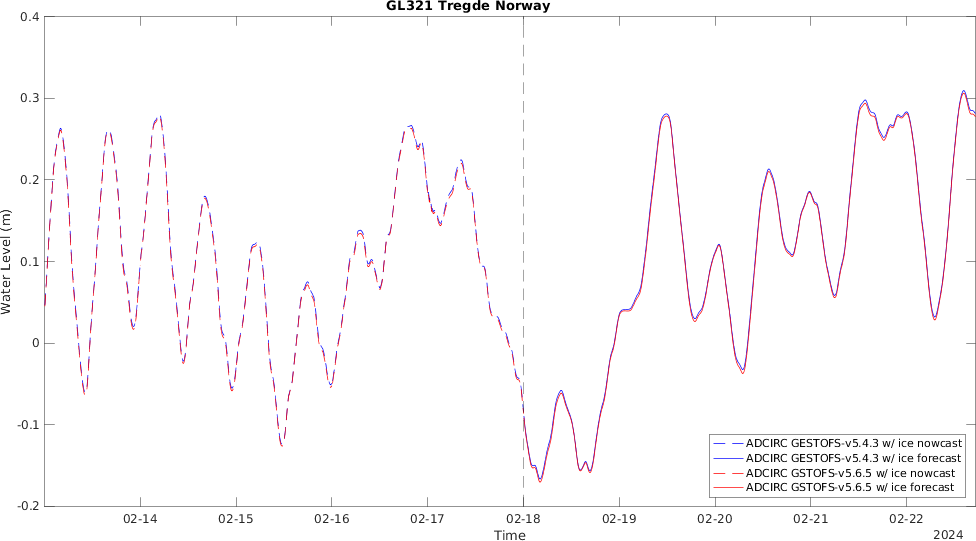 GL321 Tregde Norway
0.4
0.3
0.2
0.1
0
-0.1
-0.2
Water Level (m)
ADCIRC GESTOFS-v5.4.3 w/ ice nowcast
ADCIRC GESTOFS-v5.4.3 w/ ice forecast
ADCIRC GSTOFS-v5.6.5 w/ ice nowcast
ADCIRC GSTOFS-v5.6.5 w/ ice forecast
02-14 02-15 02-16 02-17 02-18 02-19 02-20 02-21 02-22
Time
2024